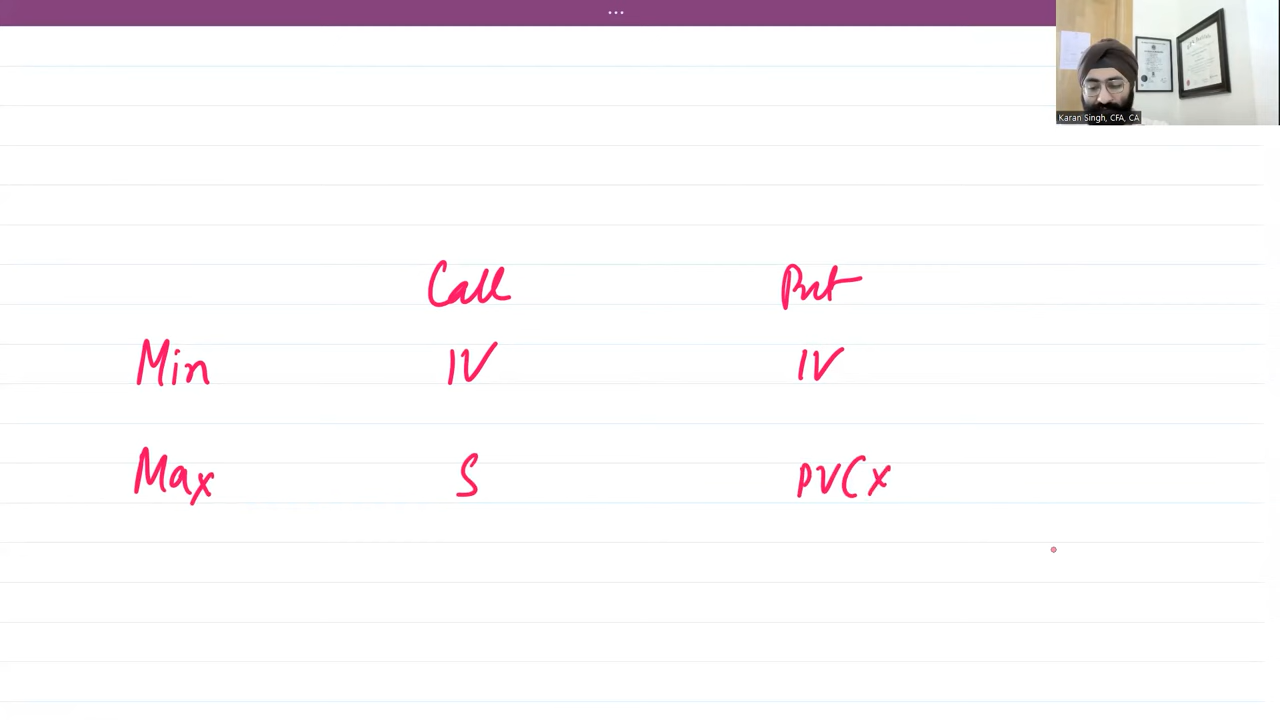 ...
Karan Singh, CFA, CA
Call Put
Min IV IV
Max S PV(x